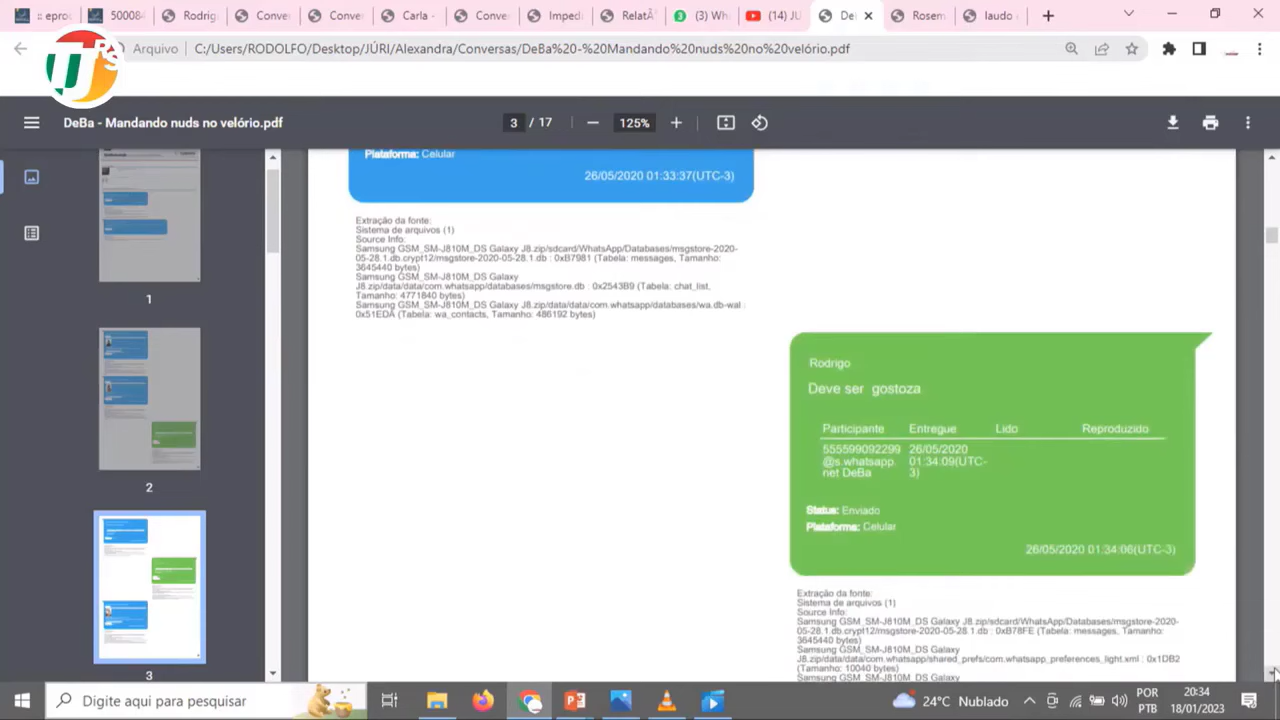 eproc
50008
Rodrig
Conve
Conver
Carla -
Conver
Impedi
RelatÃ
(3) Wh
(14) JÚ
De
Rosem
laudo
TJRS
Arquivo
C:/Users/RODOLFO/Desktop/JÚRI/Alexandra/Conversas/DeBa%20-%20Mandando%20nuds%20no%20velório.pdf
DeBa - Mandando nuds no velório.pdf
3 / 17
125%
1
2
3
Plataforma: Celular
26/05/2020 01:33:37(UTC-3)
Extração da fonte:
Sistema de arquivos (1)
Source Info:
Samsung GSM_SM-J810M_DS Galaxy J8.zip/sdcard/WhatsApp/Databases/msgstore-2020-
05-28.1.db.crypt12/msgstore-2020-05-28.1.db : 0xB7981 (Tabela: messages, Tamanho:
3645440 bytes)
Samsung GSM_SM-J810M_DS Galaxy
J8.zip/data/data/com.whatsapp/databases/msgstore.db : 0x2543B9 (Tabela: chat_list,
Tamanho: 4771840 bytes)
Samsung GSM_SM-J810M_DS Galaxy J8.zip/data/data/com.whatsapp/databases/wa.db-wal :
0x51EDA (Tabela: wa_contacts, Tamanho: 486192 bytes)
Rodrigo
Deve ser gostoza
Participante Entregue Lido Reproduzido
555599092299 26/05/2020
@s.whatsapp. 01:34:09(UTC-
net DeBa 3)
Status: Enviado
Plataforma: Celular
26/05/2020 01:34:06(UTC-3)
Extração da fonte:
Sistema de arquivos (1)
Source Info:
Samsung GSM_SM-J810M_DS Galaxy J8.zip/sdcard/WhatsApp/Databases/msgstore-2020-
05-28.1.db.crypt12/msgstore-2020-05-28.1.db : 0xB78FE (Tabela: messages, Tamanho:
3645440 bytes)
Samsung GSM_SM-J810M_DS Galaxy
J8.zip/data/data/com.whatsapp/shared_prefs/com.whatsapp_preferences_light.xml : 0x1DB2
(Tamanho: 10040 bytes)
Samsung GSM_SM-J810M_DS Galaxy
Digite aqui para pesquisar
24°C Nublado
POR
PTB
20:34
18/01/2023